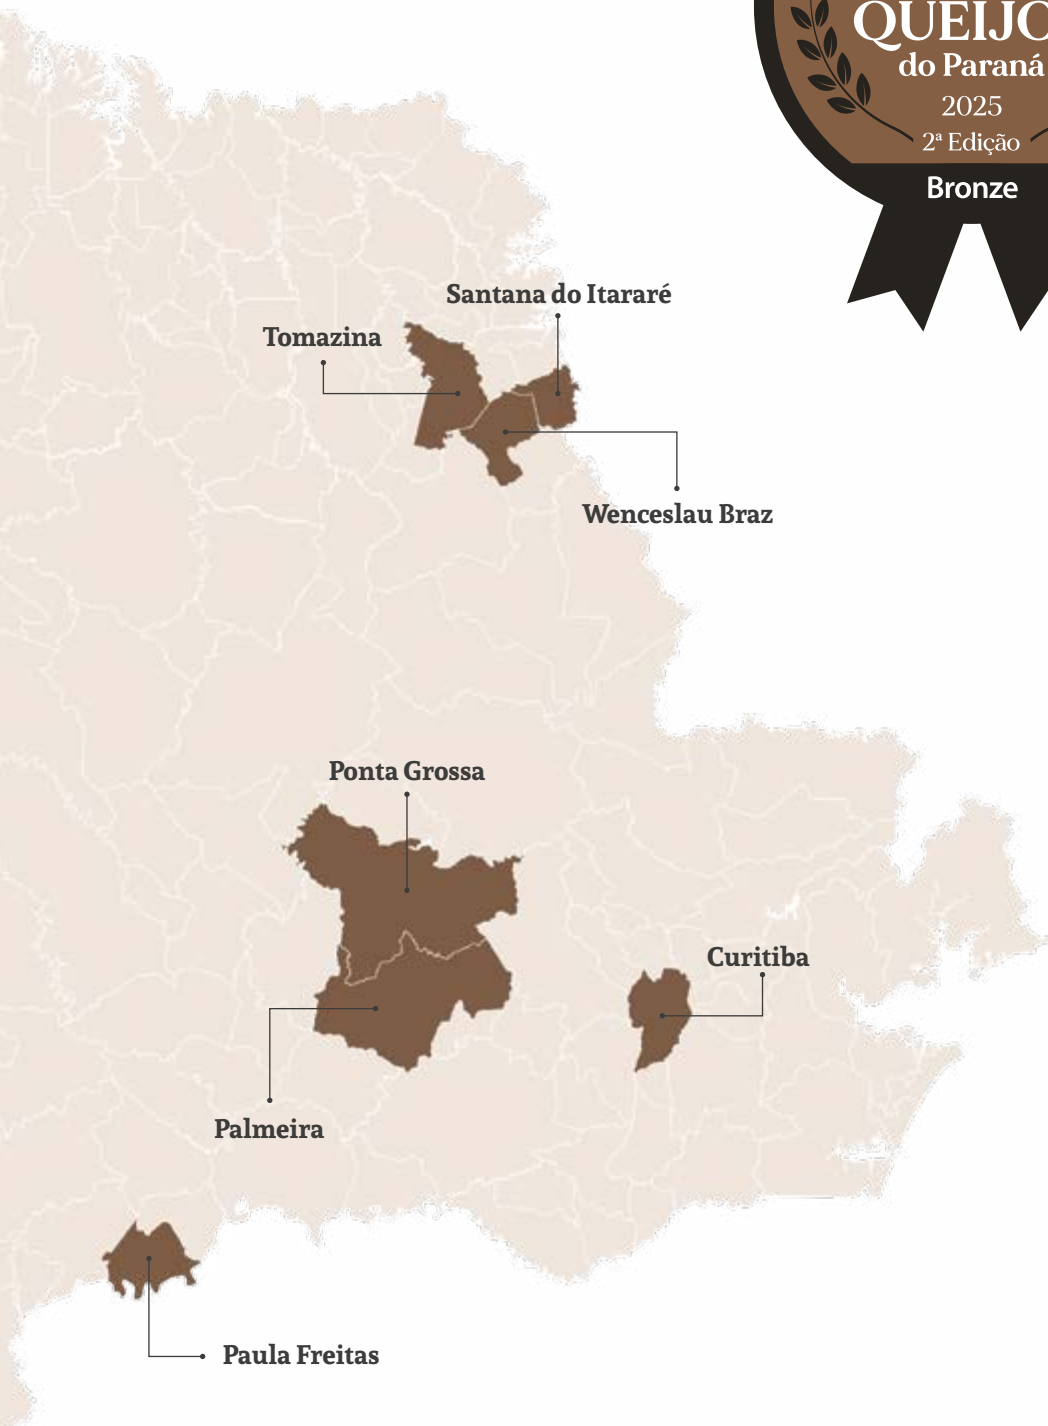 QUEIJO
do Paraná
2025
2ª Edição
Bronze
Santana do Itararé
Tomazina
Wenceslau Braz
Ponta Grossa
Curitiba
Palmeira
Paula Freitas